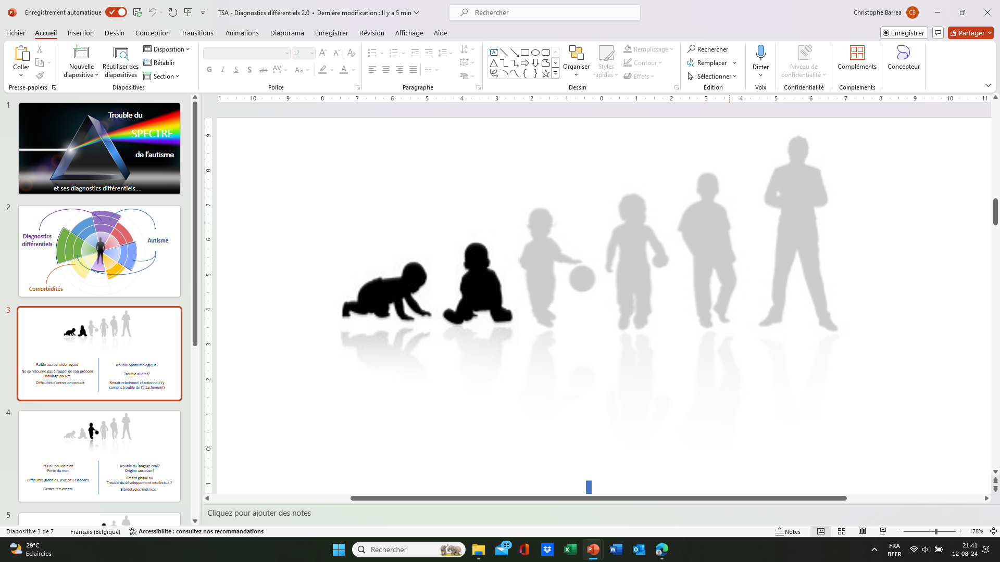 Enregistrement automatique
TSA - Diagnostics différentiels 2.0 • Dernière modification : Il y a 5 min
Rechercher
Christophe Barrea
CB
Fichier
Accueil
Insertion
Dessin
Conception
Transitions
Animations
Diaporama
Enregistrer
Révision
Affichage
Aide
Enregistrer
Partager
Coller
Presse-papiers
Nouvelle
diapositive
Réutiliser des
diapositives
Disposition
Rétablir
Section
Diapositives
12
G I S S ab AV Aa A
Police
Paragraphe
Organiser
Styles
rapides
Remplissage
Contour
Effets
Dessin
Rechercher
Remplacer
Sélectionner
Édition
Dicter
Voix
Niveau de
confidentialité
Confidentialité
Compléments
Compléments
Concepteur
1 10 9 8 7 6 5 4 3 2 1 0 1 2 3 4 5 6 7 8 9 10 11
9
8
7
6
5
4
3
2
1
0
1
1
Trouble du
SPECTRE
de l'autisme
et ses diagnostics différentiels....
2
Diagnostics
différentiels
Autisme
Comorbidités
3
Faible accroche du regard
Ne se retourne pas à l'appel de son prénom
Babillage pauvre
Difficultés d'entrer en contact
Trouble ophtalmologique?
Trouble auditif?
Retrait relationnel réactionnel? (y
compris trouble de l'attachement)
4
Pas ou peu de mot
Perte du mot
Difficultés globales, jeux peu élaborés
Gestes récurrents
Trouble du langage oral?
Origine anxieuse?
Retard global ou
Trouble du développement intellectuel?
Stéréotypies motrices
5
Cliquez pour ajouter des notes
Diapositive 3 de 7
Français (Belgique)
Accessibilité : consultez nos recommandations
Notes
178%
29°C
Eclaircies
Rechercher
88
FRA
BEFR
21:41
12-08-24